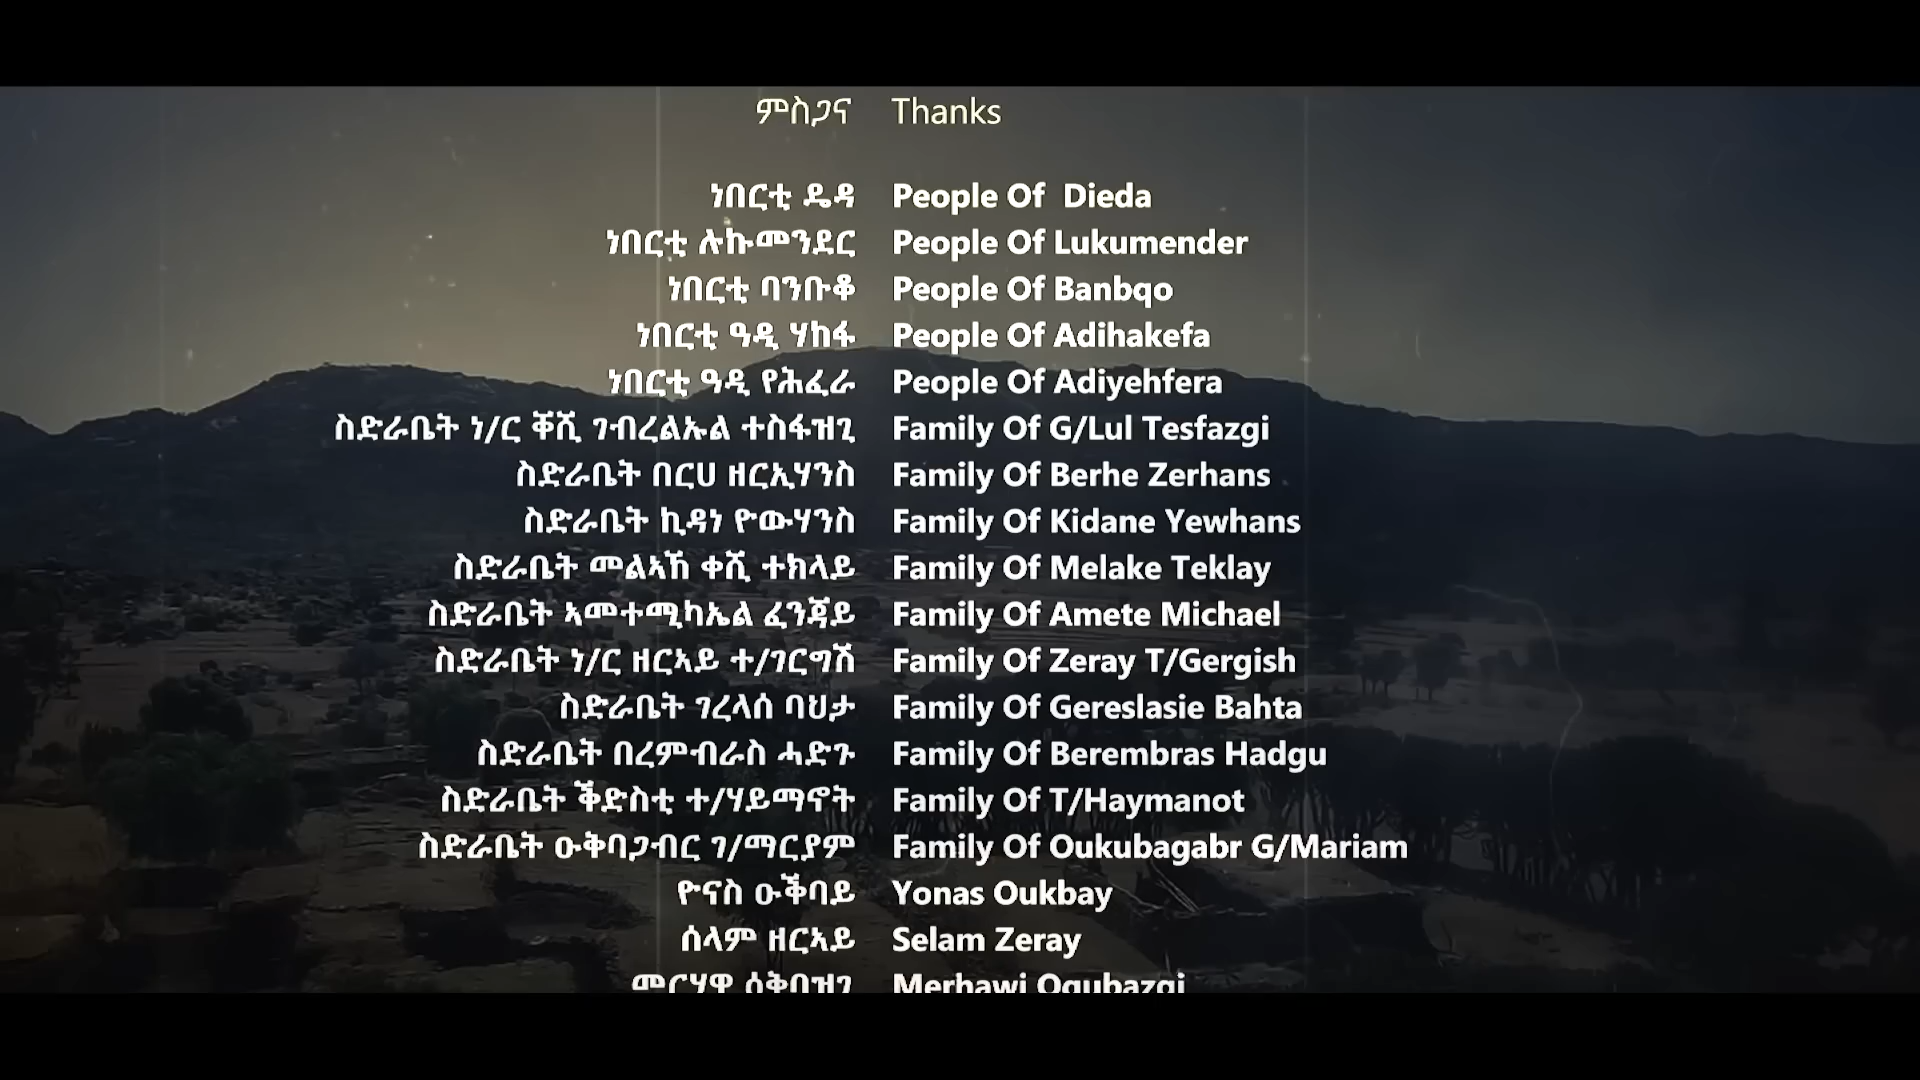 ምስጋና Thanks
ነበርቲ ዴዳ People Of Dieda
ነበርቲ ሉኩመንደር People Of Lukumender
ነበርቲ ባንቡቆ People Of Banbqo
ነበርቲ ዓዲ ሃከፋ People Of Adihakefa
ነበርቲ ዓዲ የሕፈራ People Of Adiyehfera
ስድራቤት ነ/ር ቐሺ ገብረልኡል ተስፋዝጊ Family Of G/Lul Tesfazgi
ስድራቤት በርሀ ዘርኢሃንስ Family Of Berhe Zerhans
ስድራቤት ኪዳነ ዮውሃንስ Family Of Kidane Yewhans
ስድራቤት መልኣኸ ቀሺ ተክላይ Family Of Melake Teklay
ስድራቤት ኣመተሚካኤል ፈንጃይ Family Of Amete Michael
ስድራቤት ነ/ር ዘርኣይ ተ/ገርግሽ Family Of Zeray T/Gergish
ስድራቤት ገረላሰ ባህታ Family Of Gereslasie Bahta
ስድራቤት በረምብራስ ሓድጉ Family Of Berembras Hadgu
ስድራቤት ቅድስቲ ተ/ሃይማኖት Family Of T/Haymanot
ስድራቤት ዑቅባጋብር ገ/ማርያም Family Of Oukubagabr G/Mariam
ዮናስ ዑቕባይ Yonas Oukbay
ሰላም ዘርኣይ Selam Zeray
Merhawi Oqubazgi